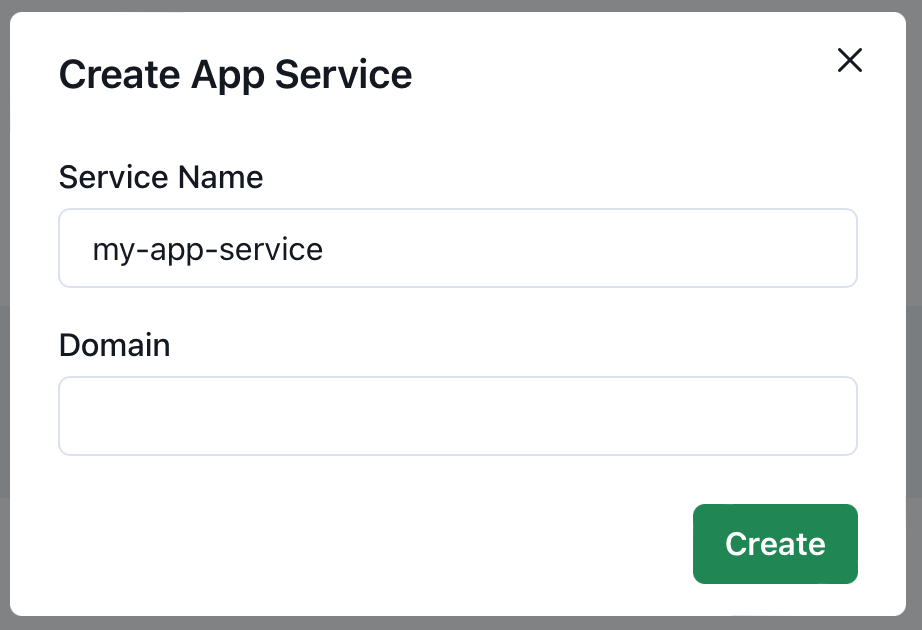 Create App Service
Service Name
my-app-service
Domain
Create